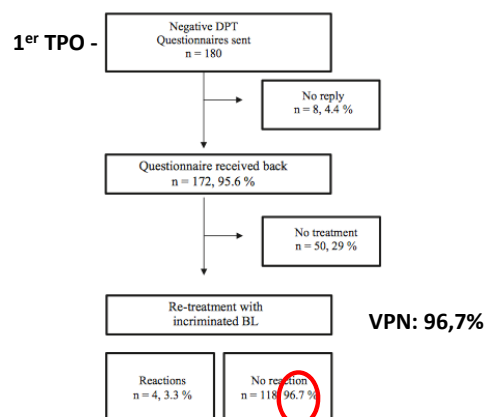 1er TPO -
Negative DPT
Questionnaires sent
n = 180
No reply
n = 8, 4.4 %
Questionnaire received back
n = 172, 95.6 %
No treatment
n = 50, 29 %
Re-treatment with
incriminated BL
VPN: 96,7%
Reactions
n = 4, 3.3 %
No reaction
n = 118, 96.7 %